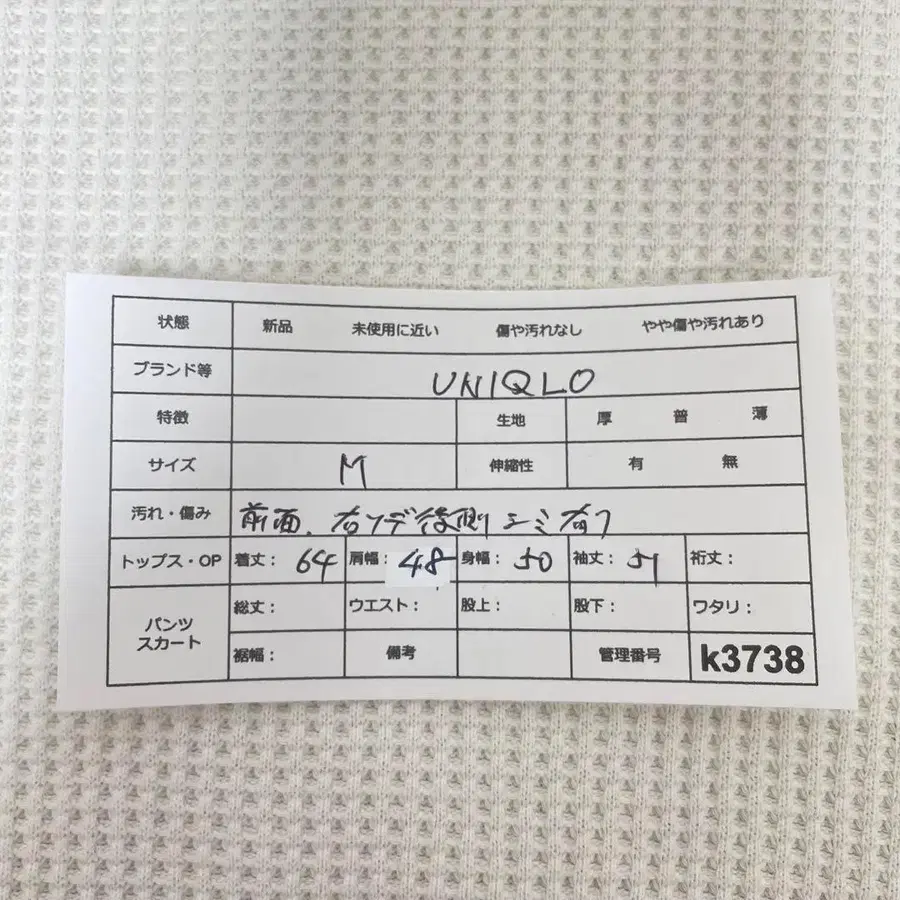 状態 新品 未使用に近い 傷や汚れなし やや傷や汚れあり
ブランド等 UNIQLO
特徴 生地 厚 普 薄
サイズ M 伸縮性 有 無
汚れ・傷み 前面、右ソデ後側シミ有り
トップス・OP 着丈: 64 肩幅: 48 身幅: 50 袖丈: 51 裄丈:
パンツ スカート 総丈: ウエスト: 股上: 股下: ワタリ:
裾幅: 備考 管理番号 k3738